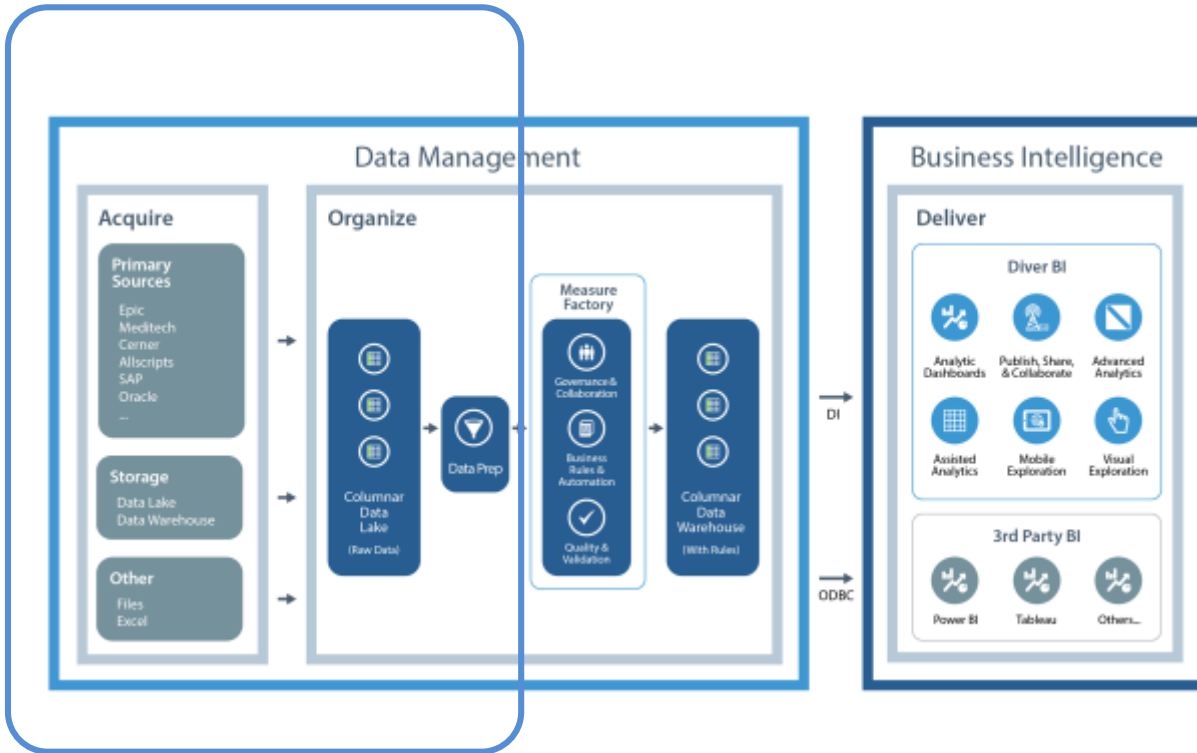 Data Management
Acquire
Primary
Sources
Epic
Meditech
Cerner
Allscripts
SAP
Oracle
...
Storage
Data Lake
Data Warehouse
Other
Files
Excel
Organize
Columnar
Data
Lake
(Raw Data)
Data Prep
Measure
Factory
Governance &
Collaboration
Business
Rules &
Automation
Quality &
Validation
Columnar
Data
Warehouse
(With Rules)
DI
ODBC
Business Intelligence
Deliver
Diver BI
Analytic
Dashboards
Publish, Share,
& Collaborate
Advanced
Analytics
Assisted
Analytics
Mobile
Exploration
Visual
Exploration
3rd Party BI
Power BI
Tableau
Others...